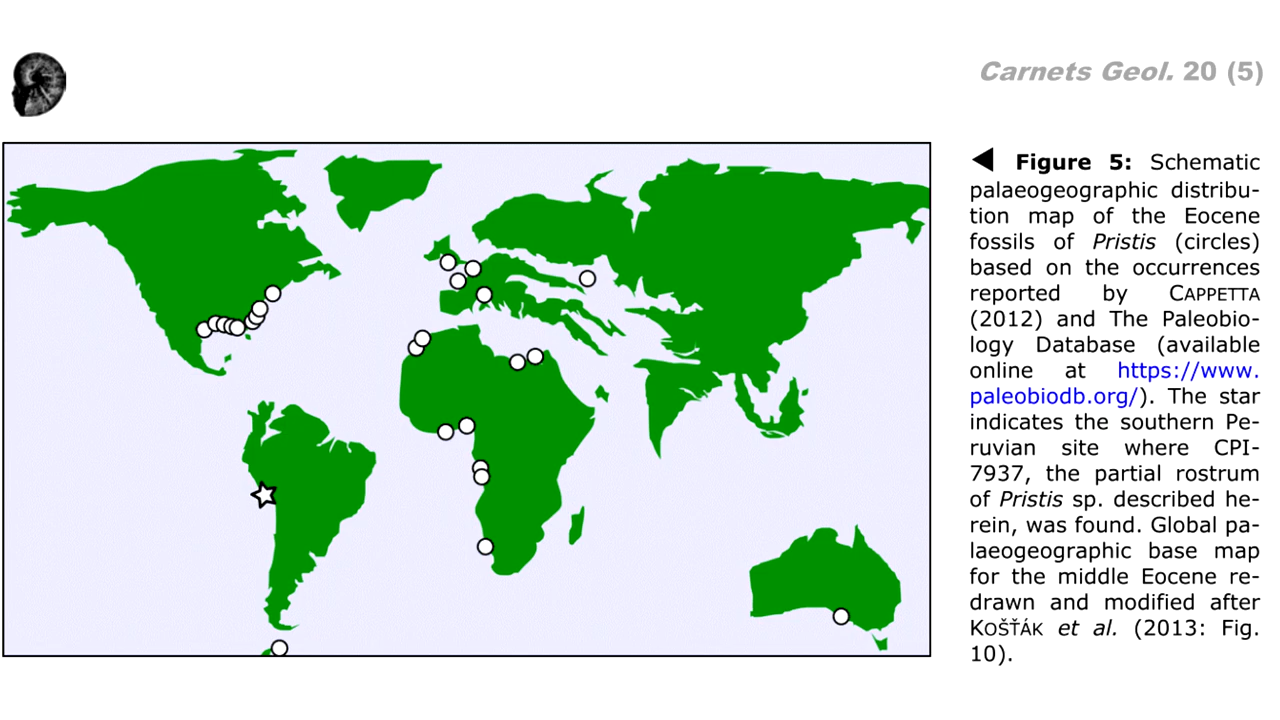 Carnets Geol. 20 (5)
◄ Figure 5: Schematic
palaeogeographic distribu-
tion map of the Eocene
fossils of Pristis (circles)
based on the occurrences
reported by CAPPETTA
(2012) and The Paleobio-
logy Database (available
online at https://www.
paleobiodb.org/). The star
indicates the southern Pe-
ruvian site where CPI-
7937, the partial rostrum
of Pristis sp. described he-
rein, was found. Global pa-
laeogeographic base map
for the middle Eocene re-
drawn and modified after
KOŠŤÁK et al. (2013: Fig.
10).